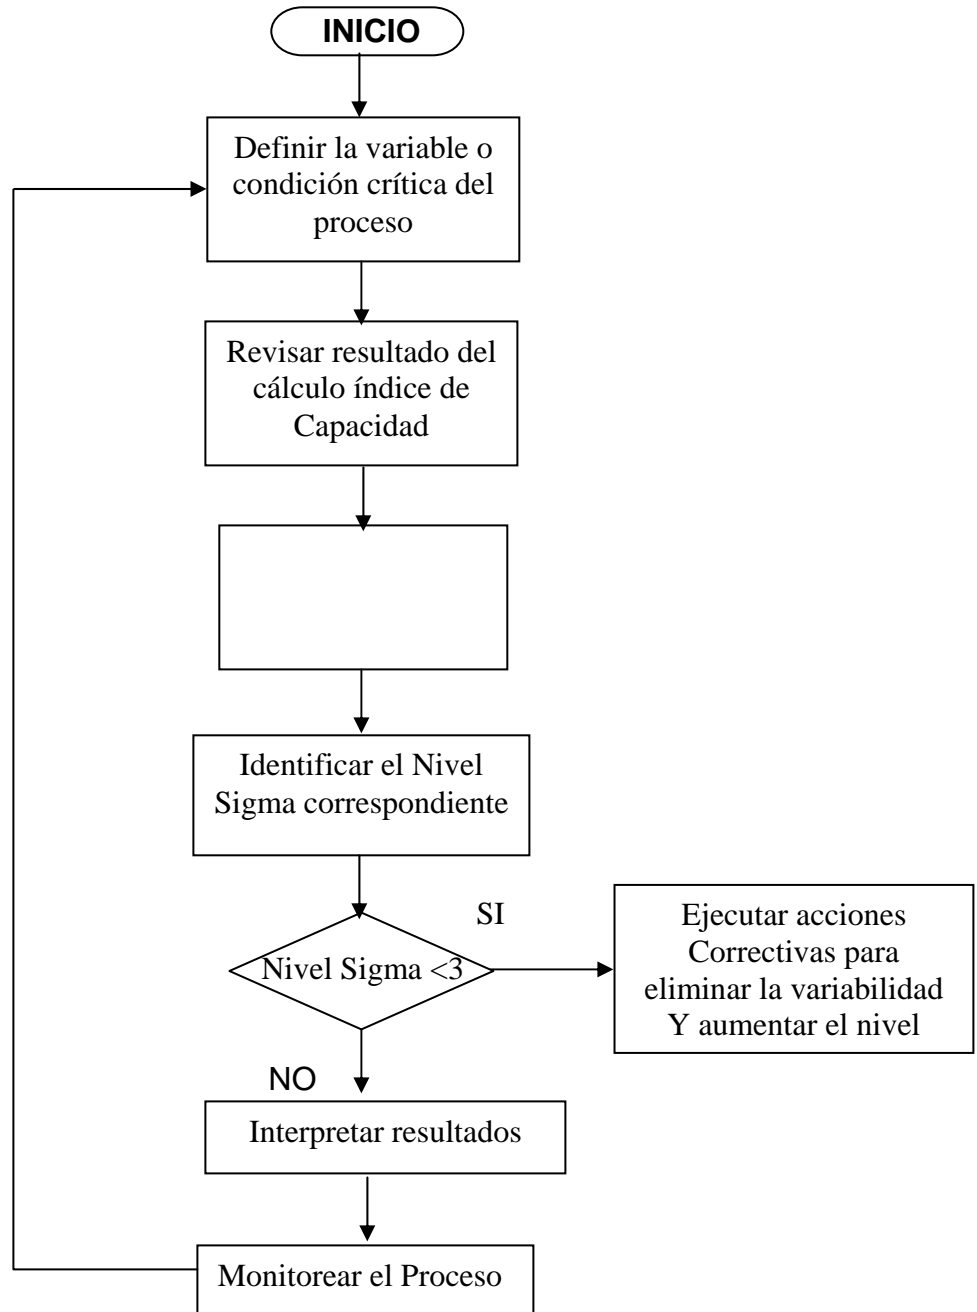 INICIO
Definir la variable o
condición crítica del
proceso
Revisar resultado del
cálculo índice de
Capacidad
Identificar el Nivel
Sigma correspondiente
Nivel Sigma <3
SI
Ejecutar acciones
Correctivas para
eliminar la variabilidad
Y aumentar el nivel
NO
Interpretar resultados
Monitorear el Proceso